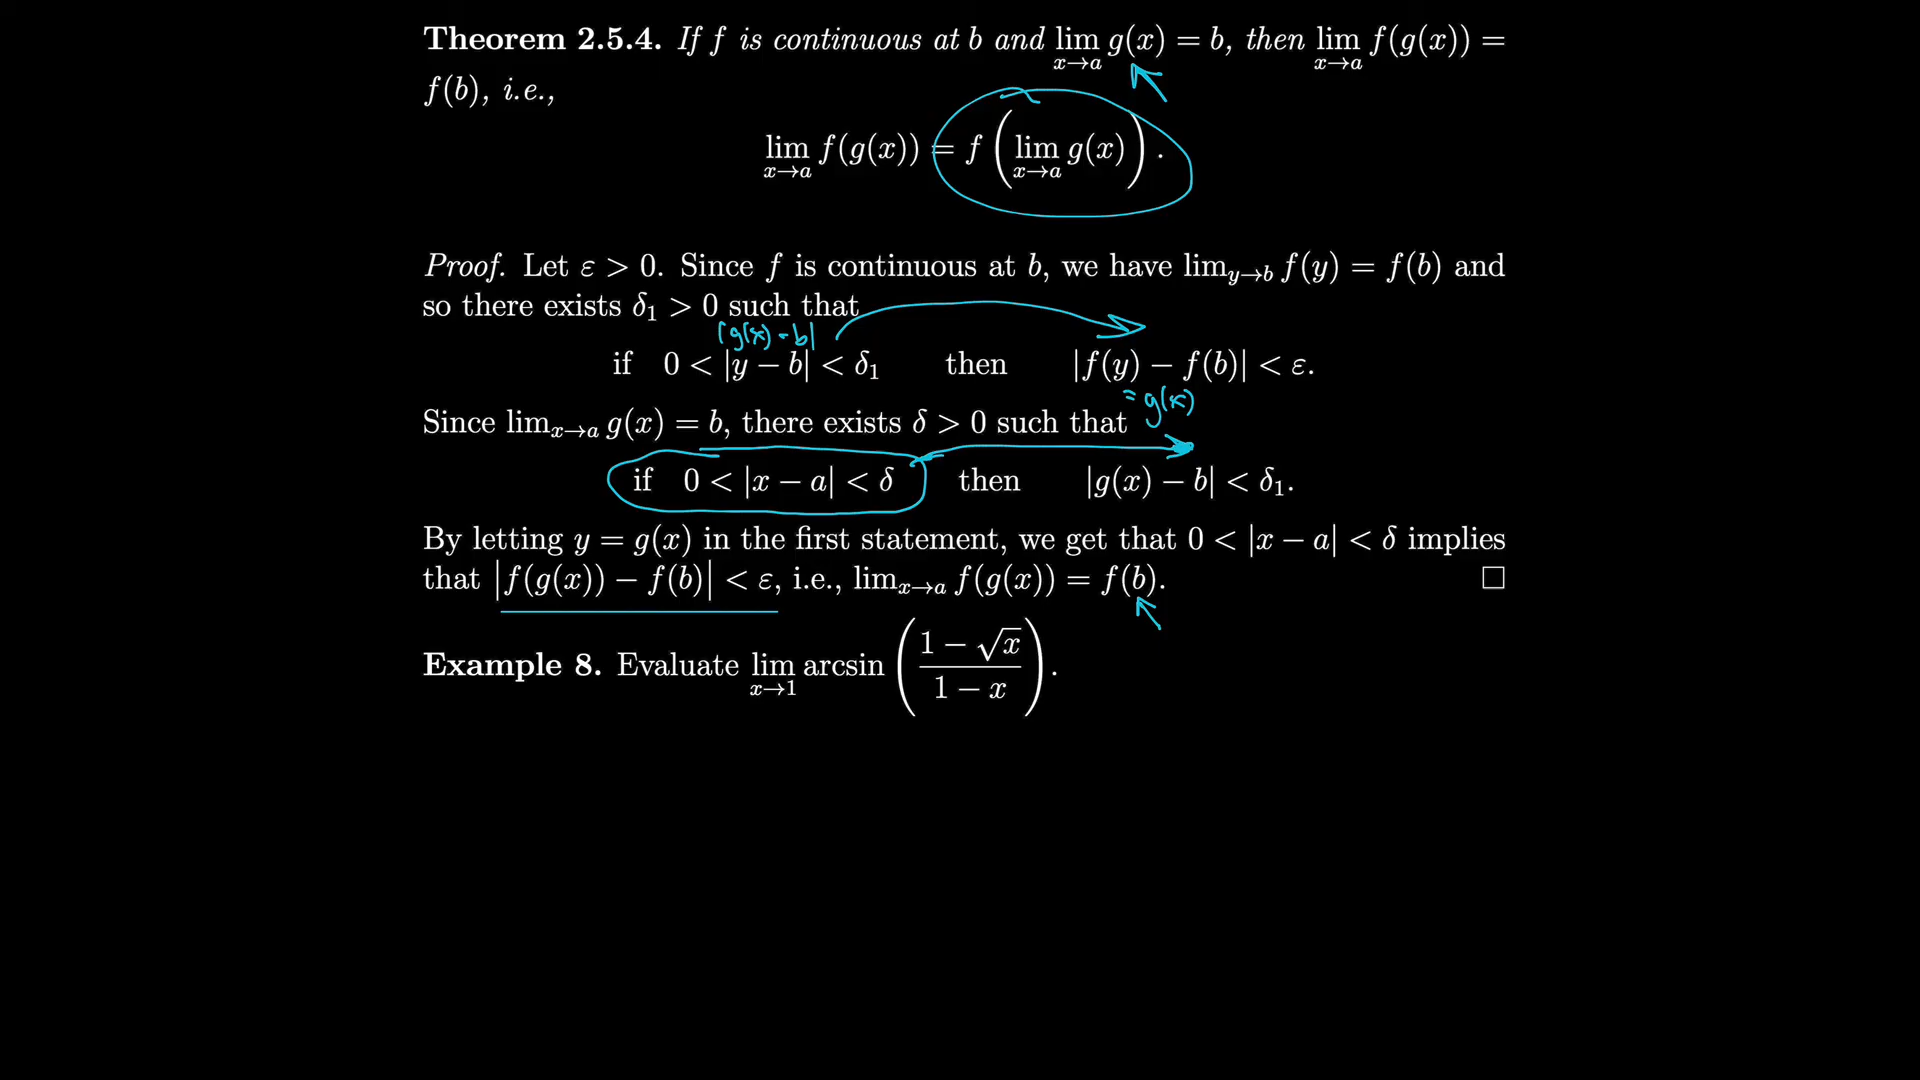 Theorem 2.5.4. If f is continuous at b and lim_{x→a} g(x) = b, then lim_{x→a} f(g(x)) =
f(b), i.e.,
lim_{x→a} f(g(x)) = f(lim_{x→a} g(x)).
Proof. Let ε > 0. Since f is continuous at b, we have lim_{y→b} f(y) = f(b) and
so there exists δ₁ > 0 such that
|g(x) - b|
if 0 < |y − b| < δ₁ then |f(y) − f(b)| < ε.
= g(x)
Since lim_{x→a} g(x) = b, there exists δ > 0 such that
if 0 < |x − a| < δ then |g(x) − b| < δ₁.
By letting y = g(x) in the first statement, we get that 0 < |x − a| < δ implies
that |f(g(x)) − f(b)| < ε, i.e., lim_{x→a} f(g(x)) = f(b). □
Example 8. Evaluate lim_{x→1} arcsin((1 − √x)/(1 − x)).